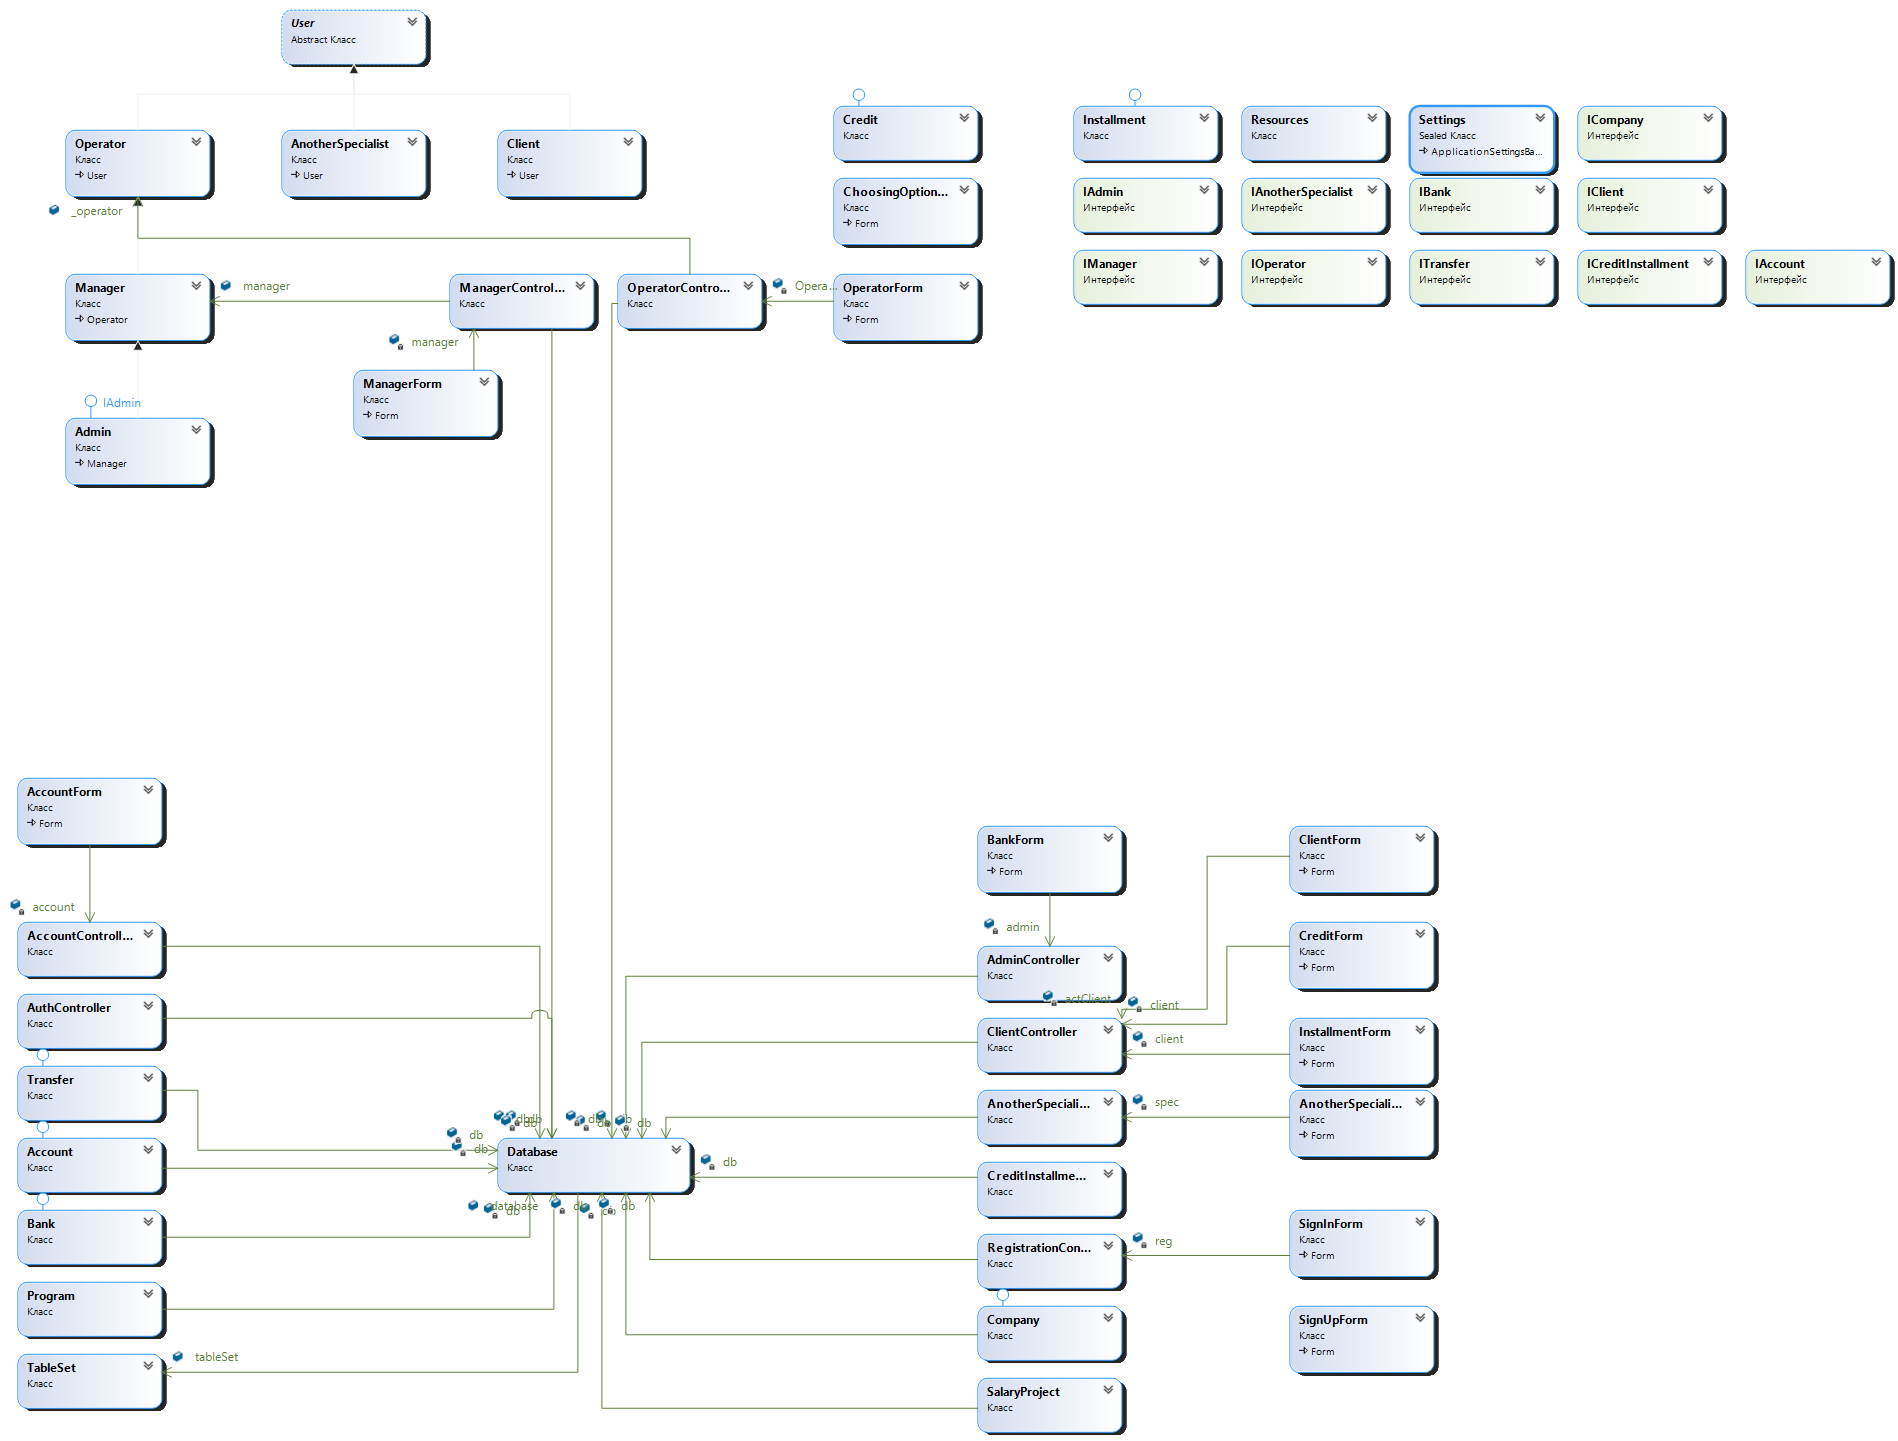 User
Abstract Класс
Operator
Класс
User
AnotherSpecialist
Класс
User
Client
Класс
User
Credit
Класс
Installment
Класс
Resources
Класс
Settings
Sealed Класс
ApplicationSettingsBa...
ICompany
Интерфейс
ChoosingOption...
Класс
Form
IAdmin
Интерфейс
IAnotherSpecialist
Интерфейс
IBank
Интерфейс
IClient
Интерфейс
_operator
Manager
Класс
Operator
manager
ManagerControl...
Класс
OperatorContro...
Класс
Opera...
OperatorForm
Класс
Form
IManager
Интерфейс
IOperator
Интерфейс
ITransfer
Интерфейс
ICreditInstallment
Интерфейс
IAccount
Интерфейс
manager
ManagerForm
Класс
Form
IAdmin
Admin
Класс
Manager
AccountForm
Класс
Form
account
AccountControll...
Класс
AuthController
Класс
Transfer
Класс
Account
Класс
Bank
Класс
Program
Класс
TableSet
Класс
tableSet
db
db
db
db
db
db
db
db
db
Database
Класс
db
database
db
db
db
BankForm
Класс
Form
admin
AdminController
Класс
actClient
client
ClientController
Класс
client
AnotherSpeciali...
Класс
spec
CreditInstallme...
Класс
RegistrationCon...
Класс
reg
Company
Класс
SalaryProject
Класс
ClientForm
Класс
Form
CreditForm
Класс
Form
InstallmentForm
Класс
Form
AnotherSpeciali...
Класс
Form
SignInForm
Класс
Form
SignUpForm
Класс
Form